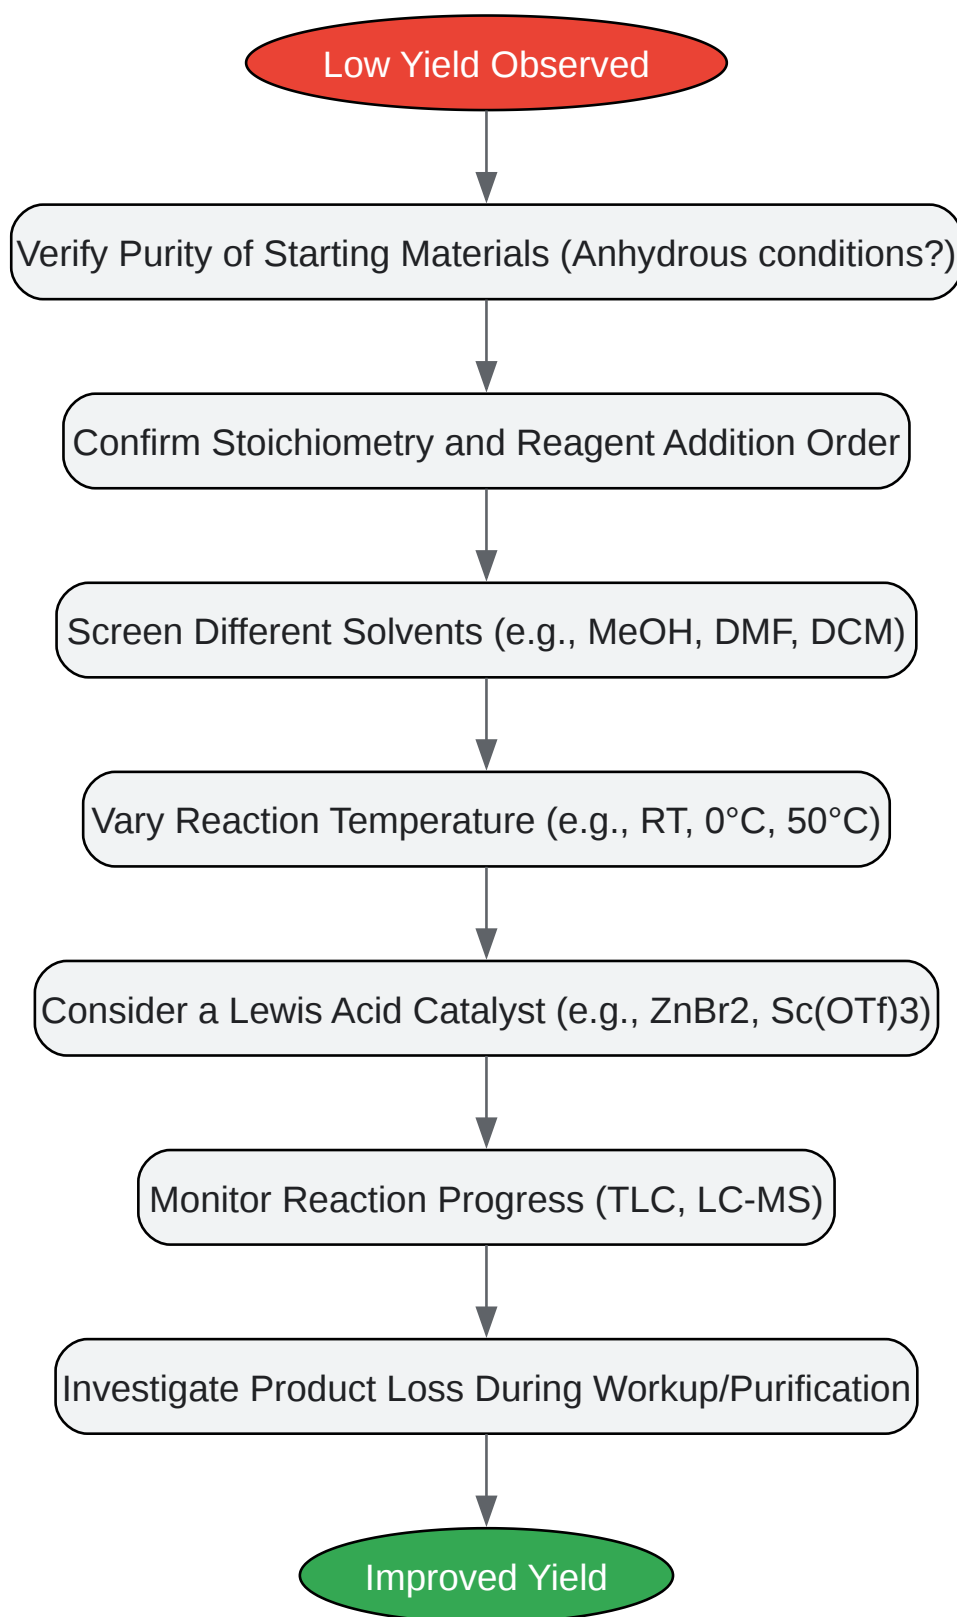 Low Yield Observed
Verify Purity of Starting Materials (Anhydrous conditions?)
Confirm Stoichiometry and Reagent Addition Order
Screen Different Solvents (e.g., MeOH, DMF, DCM)
Vary Reaction Temperature (e.g., RT, 0°C, 50°C)
Consider a Lewis Acid Catalyst (e.g., ZnBr2, Sc(OTf)3)
Monitor Reaction Progress (TLC, LC-MS)
Investigate Product Loss During Workup/Purification
Improved Yield